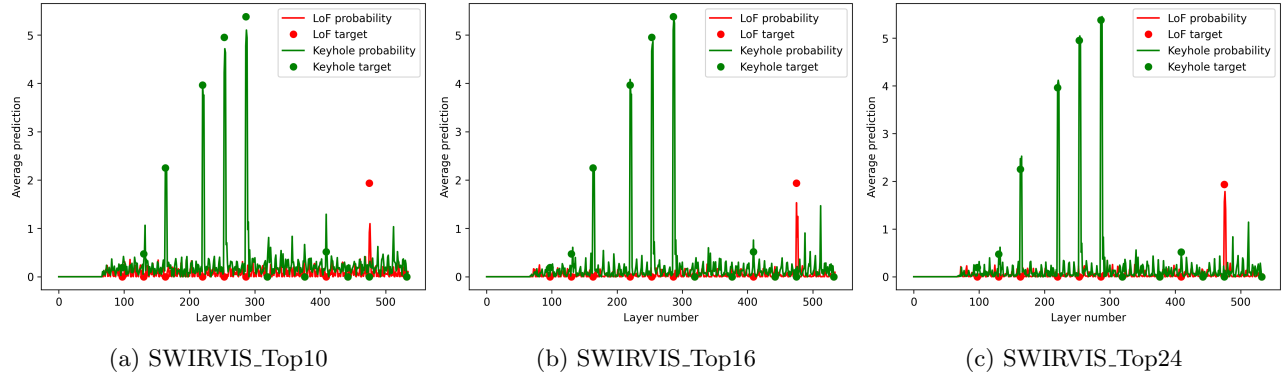 LoF probability
LoF target
Keyhole probability
Keyhole target
Average prediction
5
4
3
2
1
0
0 100 200 300 400 500
Layer number
(a) SWIRVIS_Top10
LoF probability
LoF target
Keyhole probability
Keyhole target
Average prediction
5
4
3
2
1
0
0 100 200 300 400 500
Layer number
(b) SWIRVIS_Top16
LoF probability
LoF target
Keyhole probability
Keyhole target
Average prediction
5
4
3
2
1
0
0 100 200 300 400 500
Layer number
(c) SWIRVIS_Top24